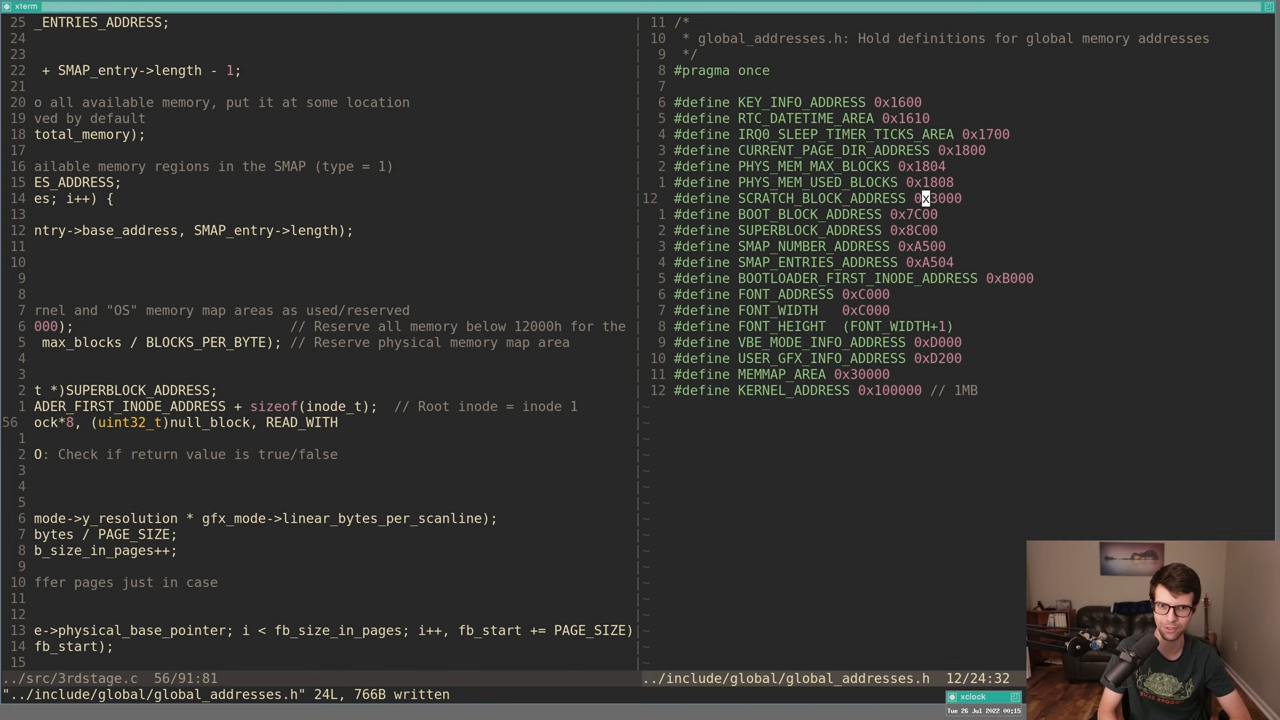 xterm
25 _ENTRIES_ADDRESS;
24
23
22 + SMAP_entry->length - 1;
21
20 o all available memory, put it at some location
19 ved by default
18 total_memory);
17
16 ailable memory regions in the SMAP (type = 1)
15 ES_ADDRESS;
14 es; i++) {
13
12 ntry->base_address, SMAP_entry->length);
11
10
9
8
7 rnel and "OS" memory map areas as used/reserved
6 000); // Reserve all memory below 12000h for the
5 max_blocks / BLOCKS_PER_BYTE); // Reserve physical memory map area
4
3
2 t *)SUPERBLOCK_ADDRESS;
1 ADER_FIRST_INODE_ADDRESS + sizeof(inode_t); // Root inode = inode 1
56 ock*8, (uint32_t)null_block, READ_WITH
1
2 O: Check if return value is true/false
3
4
5
6 mode->y_resolution * gfx_mode->linear_bytes_per_scanline);
7 bytes / PAGE_SIZE;
8 b_size_in_pages++;
9
10 ffer pages just in case
11
12
13 e->physical_base_pointer; i < fb_size_in_pages; i++, fb_start += PAGE_SIZE)
14 fb_start);
15
../src/3rdstage.c 56/91:81
11 /*
10 * global_addresses.h: Hold definitions for global memory addresses
9 */
8 #pragma once
7
6 #define KEY_INFO_ADDRESS 0x1600
5 #define RTC_DATETIME_AREA 0x1610
4 #define IRQ0_SLEEP_TIMER_TICKS_AREA 0x1700
3 #define CURRENT_PAGE_DIR_ADDRESS 0x1800
2 #define PHYS_MEM_MAX_BLOCKS 0x1804
1 #define PHYS_MEM_USED_BLOCKS 0x1808
12 #define SCRATCH_BLOCK_ADDRESS 0x3000
1 #define BOOT_BLOCK_ADDRESS 0x7C00
2 #define SUPERBLOCK_ADDRESS 0x8C00
3 #define SMAP_NUMBER_ADDRESS 0xA500
4 #define SMAP_ENTRIES_ADDRESS 0xA504
5 #define BOOTLOADER_FIRST_INODE_ADDRESS 0xB000
6 #define FONT_ADDRESS 0xC000
7 #define FONT_WIDTH 0xC000
8 #define FONT_HEIGHT (FONT_WIDTH+1)
9 #define VBE_MODE_INFO_ADDRESS 0xD000
10 #define USER_GFX_INFO_ADDRESS 0xD200
11 #define MEMMAP_AREA 0x30000
12 #define KERNEL_ADDRESS 0x100000 // 1MB
../include/global/global_addresses.h 12/24:32
"../include/global/global_addresses.h" 24L, 766B written
xclock
Tue 26 Jul 2022 00:15